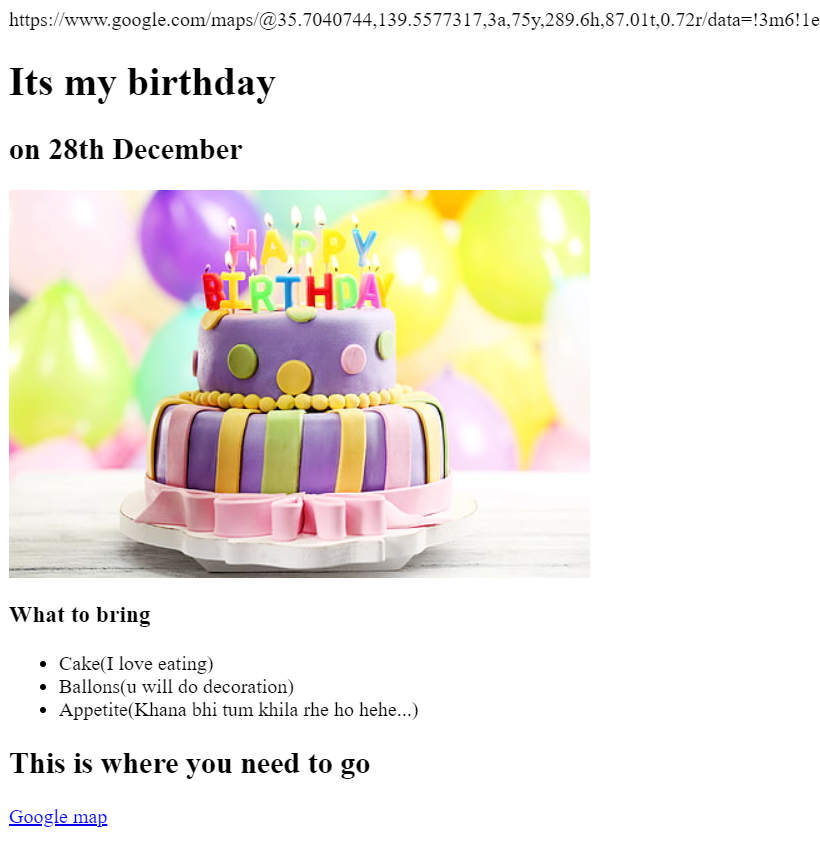 https://www.google.com/maps/@35.7040744,139.5577317,3a,75y,289.6h,87.01t,0.72r/data=!3m6!1e
Its my birthday
on 28th December
HAPPY
BIRTHDAY
What to bring
Cake(I love eating)
Ballons(u will do decoration)
Appetite(Khana bhi tum khila rhe ho hehe...)
This is where you need to go
Google map